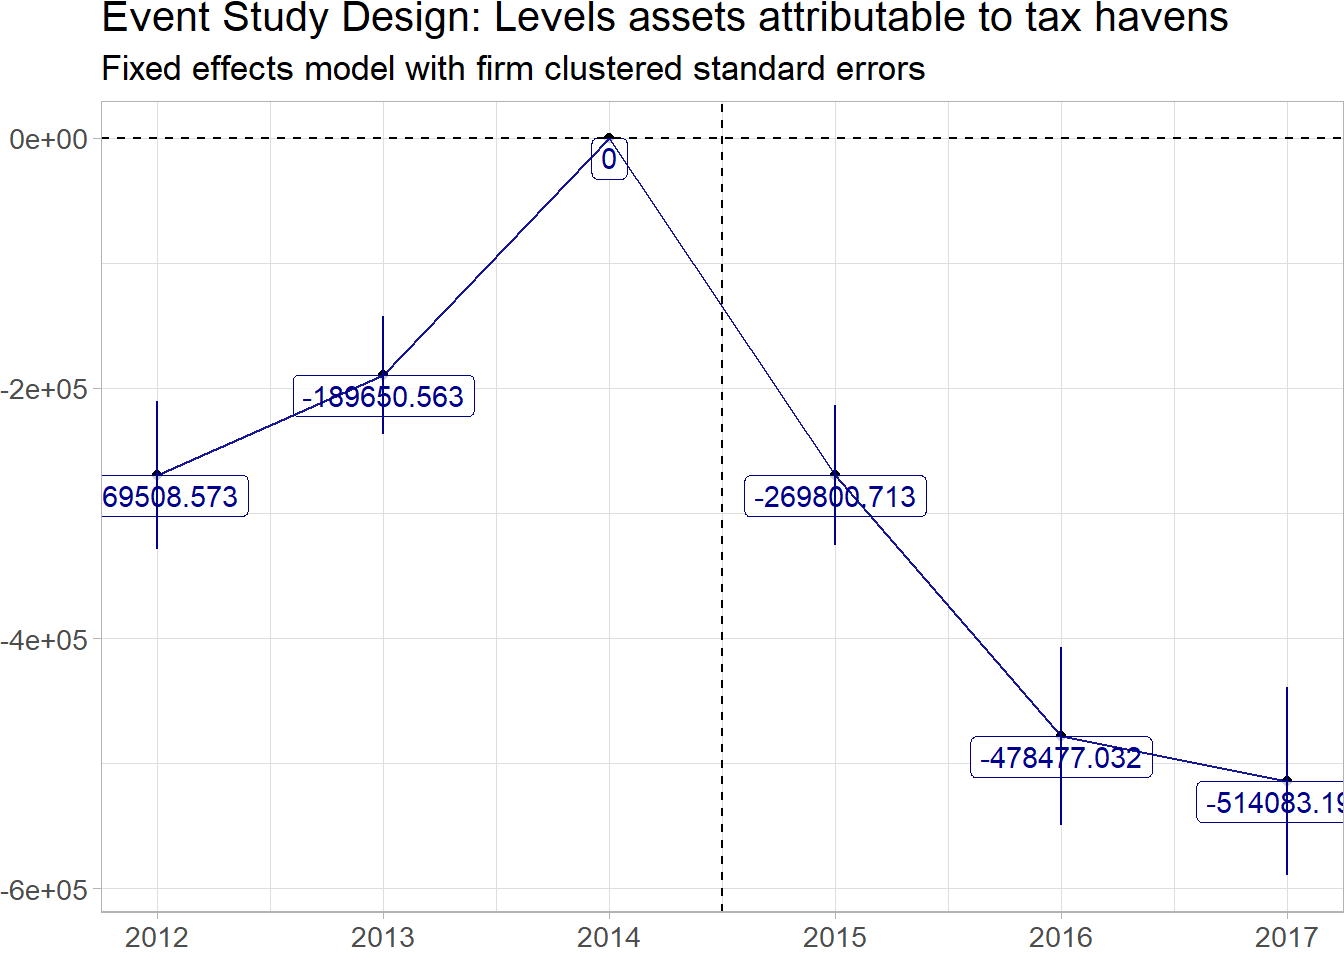 Event Study Design: Levels assets attributable to tax havens
Fixed effects model with firm clustered standard errors
0e+00
0
-2e+05
-189650.563
69508.573
-269800.713
-4e+05
-478477.032
-514083.19
-6e+05
2012 2013 2014 2015 2016 2017